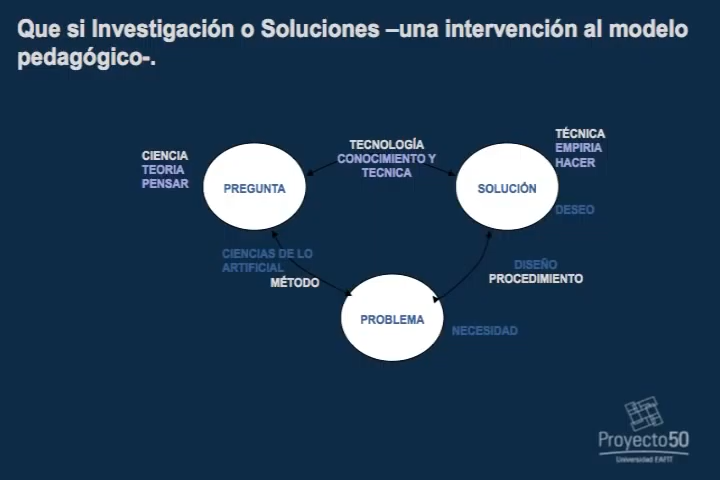 Que si Investigación o Soluciones –una intervención al modelo
pedagógico-.
CIENCIA
TEORIA
PENSAR
PREGUNTA
TECNOLOGÍA
CONOCIMIENTO Y
TECNICA
SOLUCIÓN
TÉCNICA
EMPIRIA
HACER
DESEO
CIENCIAS DE LO
ARTIFICIAL
MÉTODO
DISEÑO
PROCEDIMIENTO
PROBLEMA
NECESIDAD
Proyecto50
Universidad EAFIT